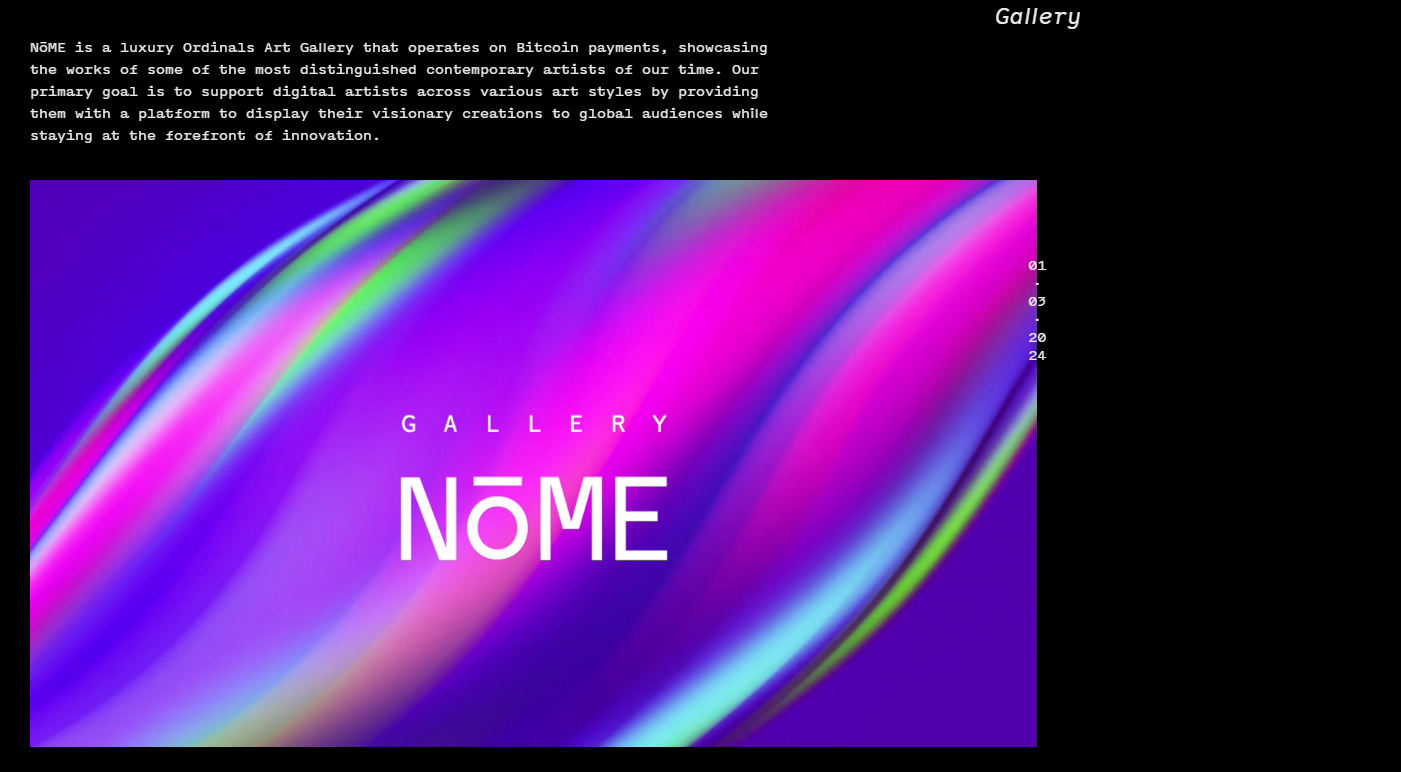 Gallery
NōME is a luxury Ordinals Art Gallery that operates on Bitcoin payments, showcasing
the works of some of the most distinguished contemporary artists of our time. Our
primary goal is to support digital artists across various art styles by providing
them with a platform to display their visionary creations to global audiences while
staying at the forefront of innovation.
01
.
03
.
20
24
GALLERY
NōME